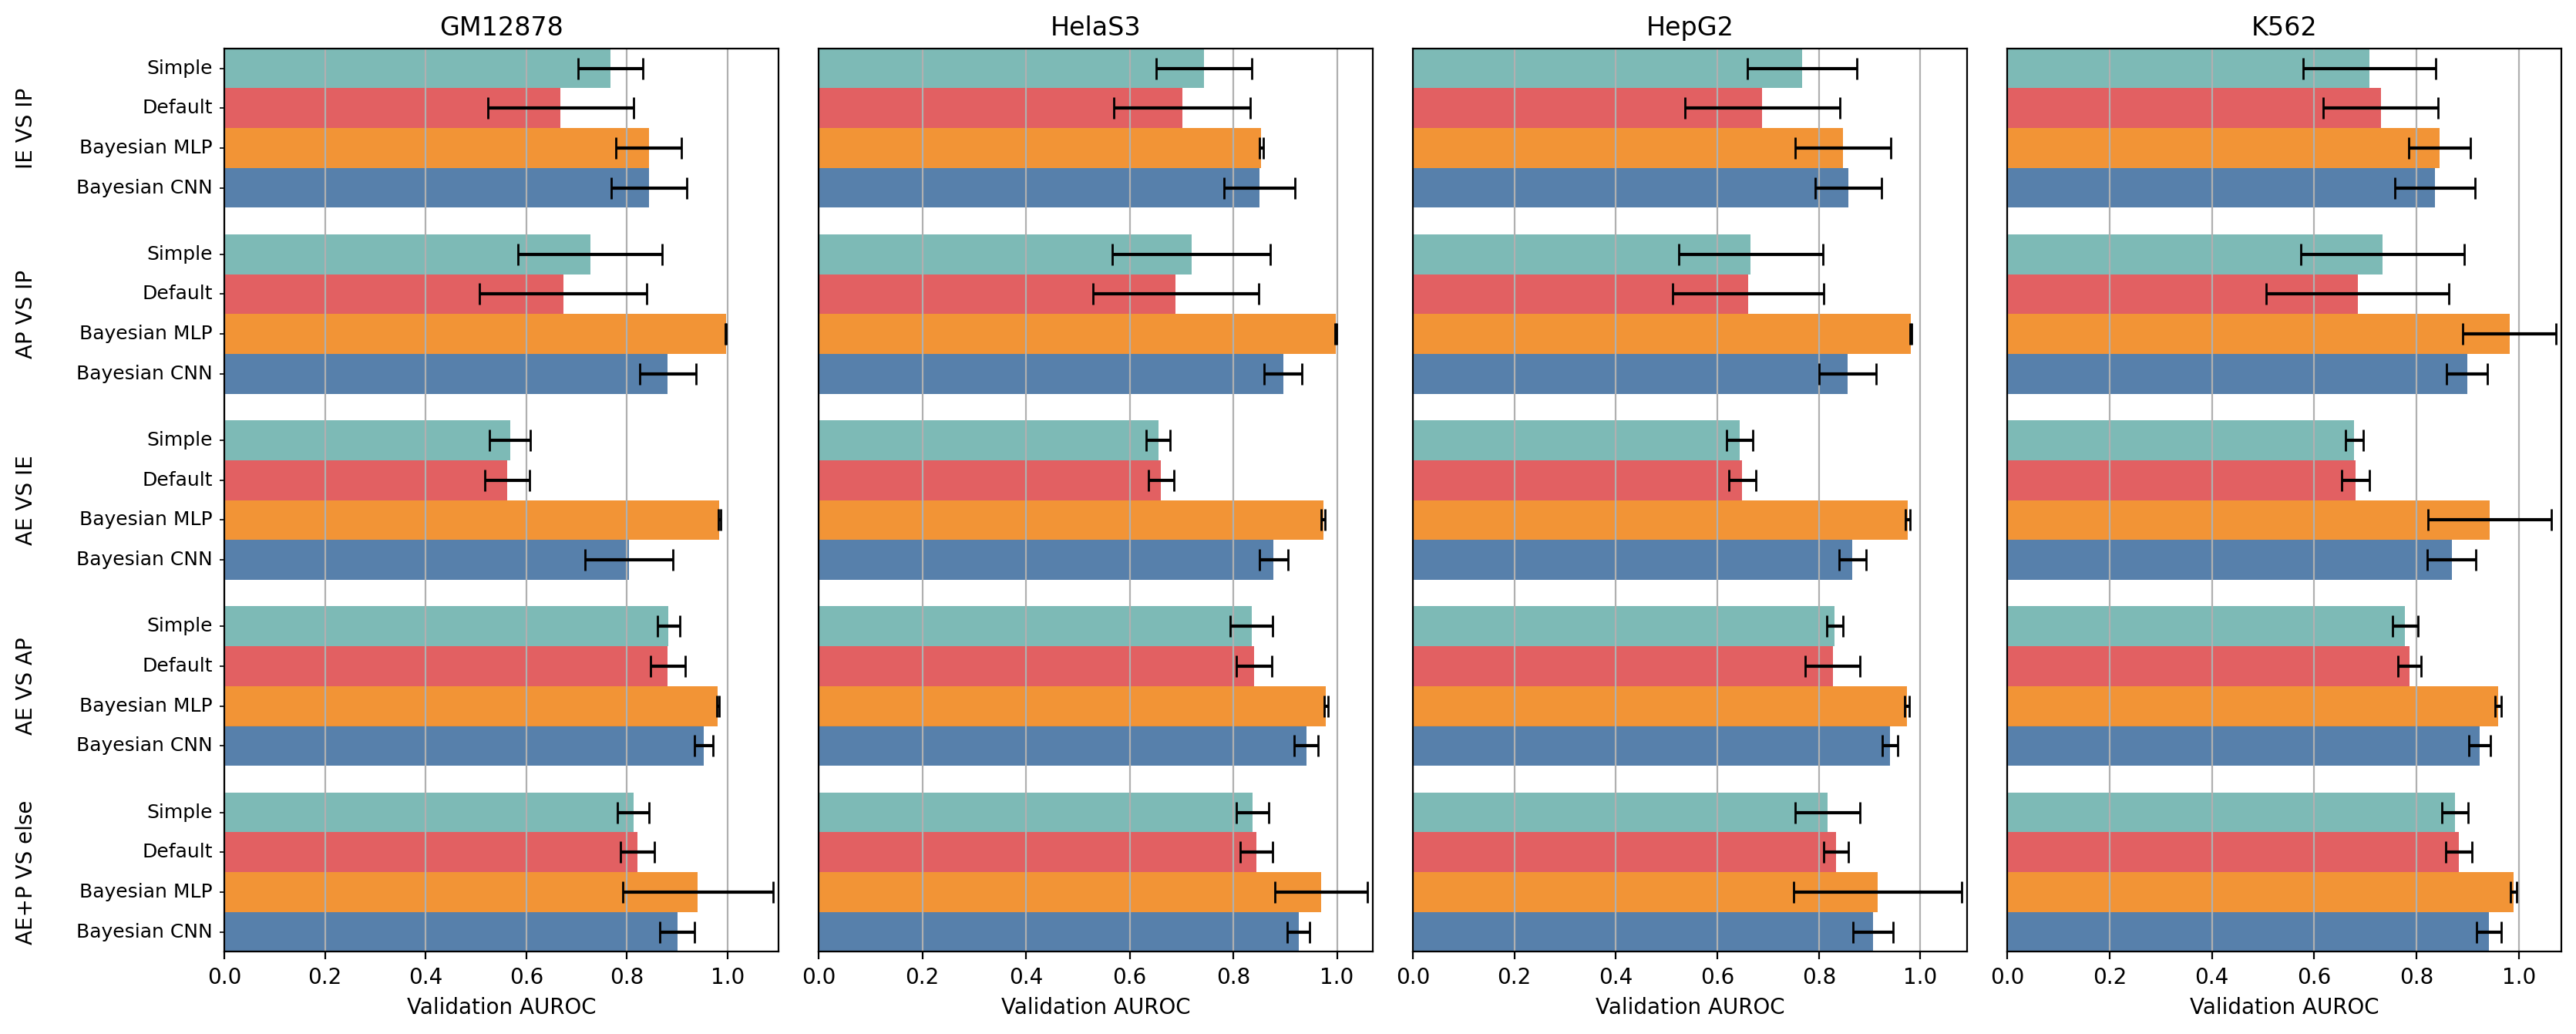 GM12878
HelaS3
HepG2
K562
IE VS IP
Simple
Default
Bayesian MLP
Bayesian CNN
AP VS IP
Simple
Default
Bayesian MLP
Bayesian CNN
AE VS IE
Simple
Default
Bayesian MLP
Bayesian CNN
AE VS AP
Simple
Default
Bayesian MLP
Bayesian CNN
AE+P VS else
Simple
Default
Bayesian MLP
Bayesian CNN
0.0 0.2 0.4 0.6 0.8 1.0
Validation AUROC
0.0 0.2 0.4 0.6 0.8 1.0
Validation AUROC
0.0 0.2 0.4 0.6 0.8 1.0
Validation AUROC
0.0 0.2 0.4 0.6 0.8 1.0
Validation AUROC